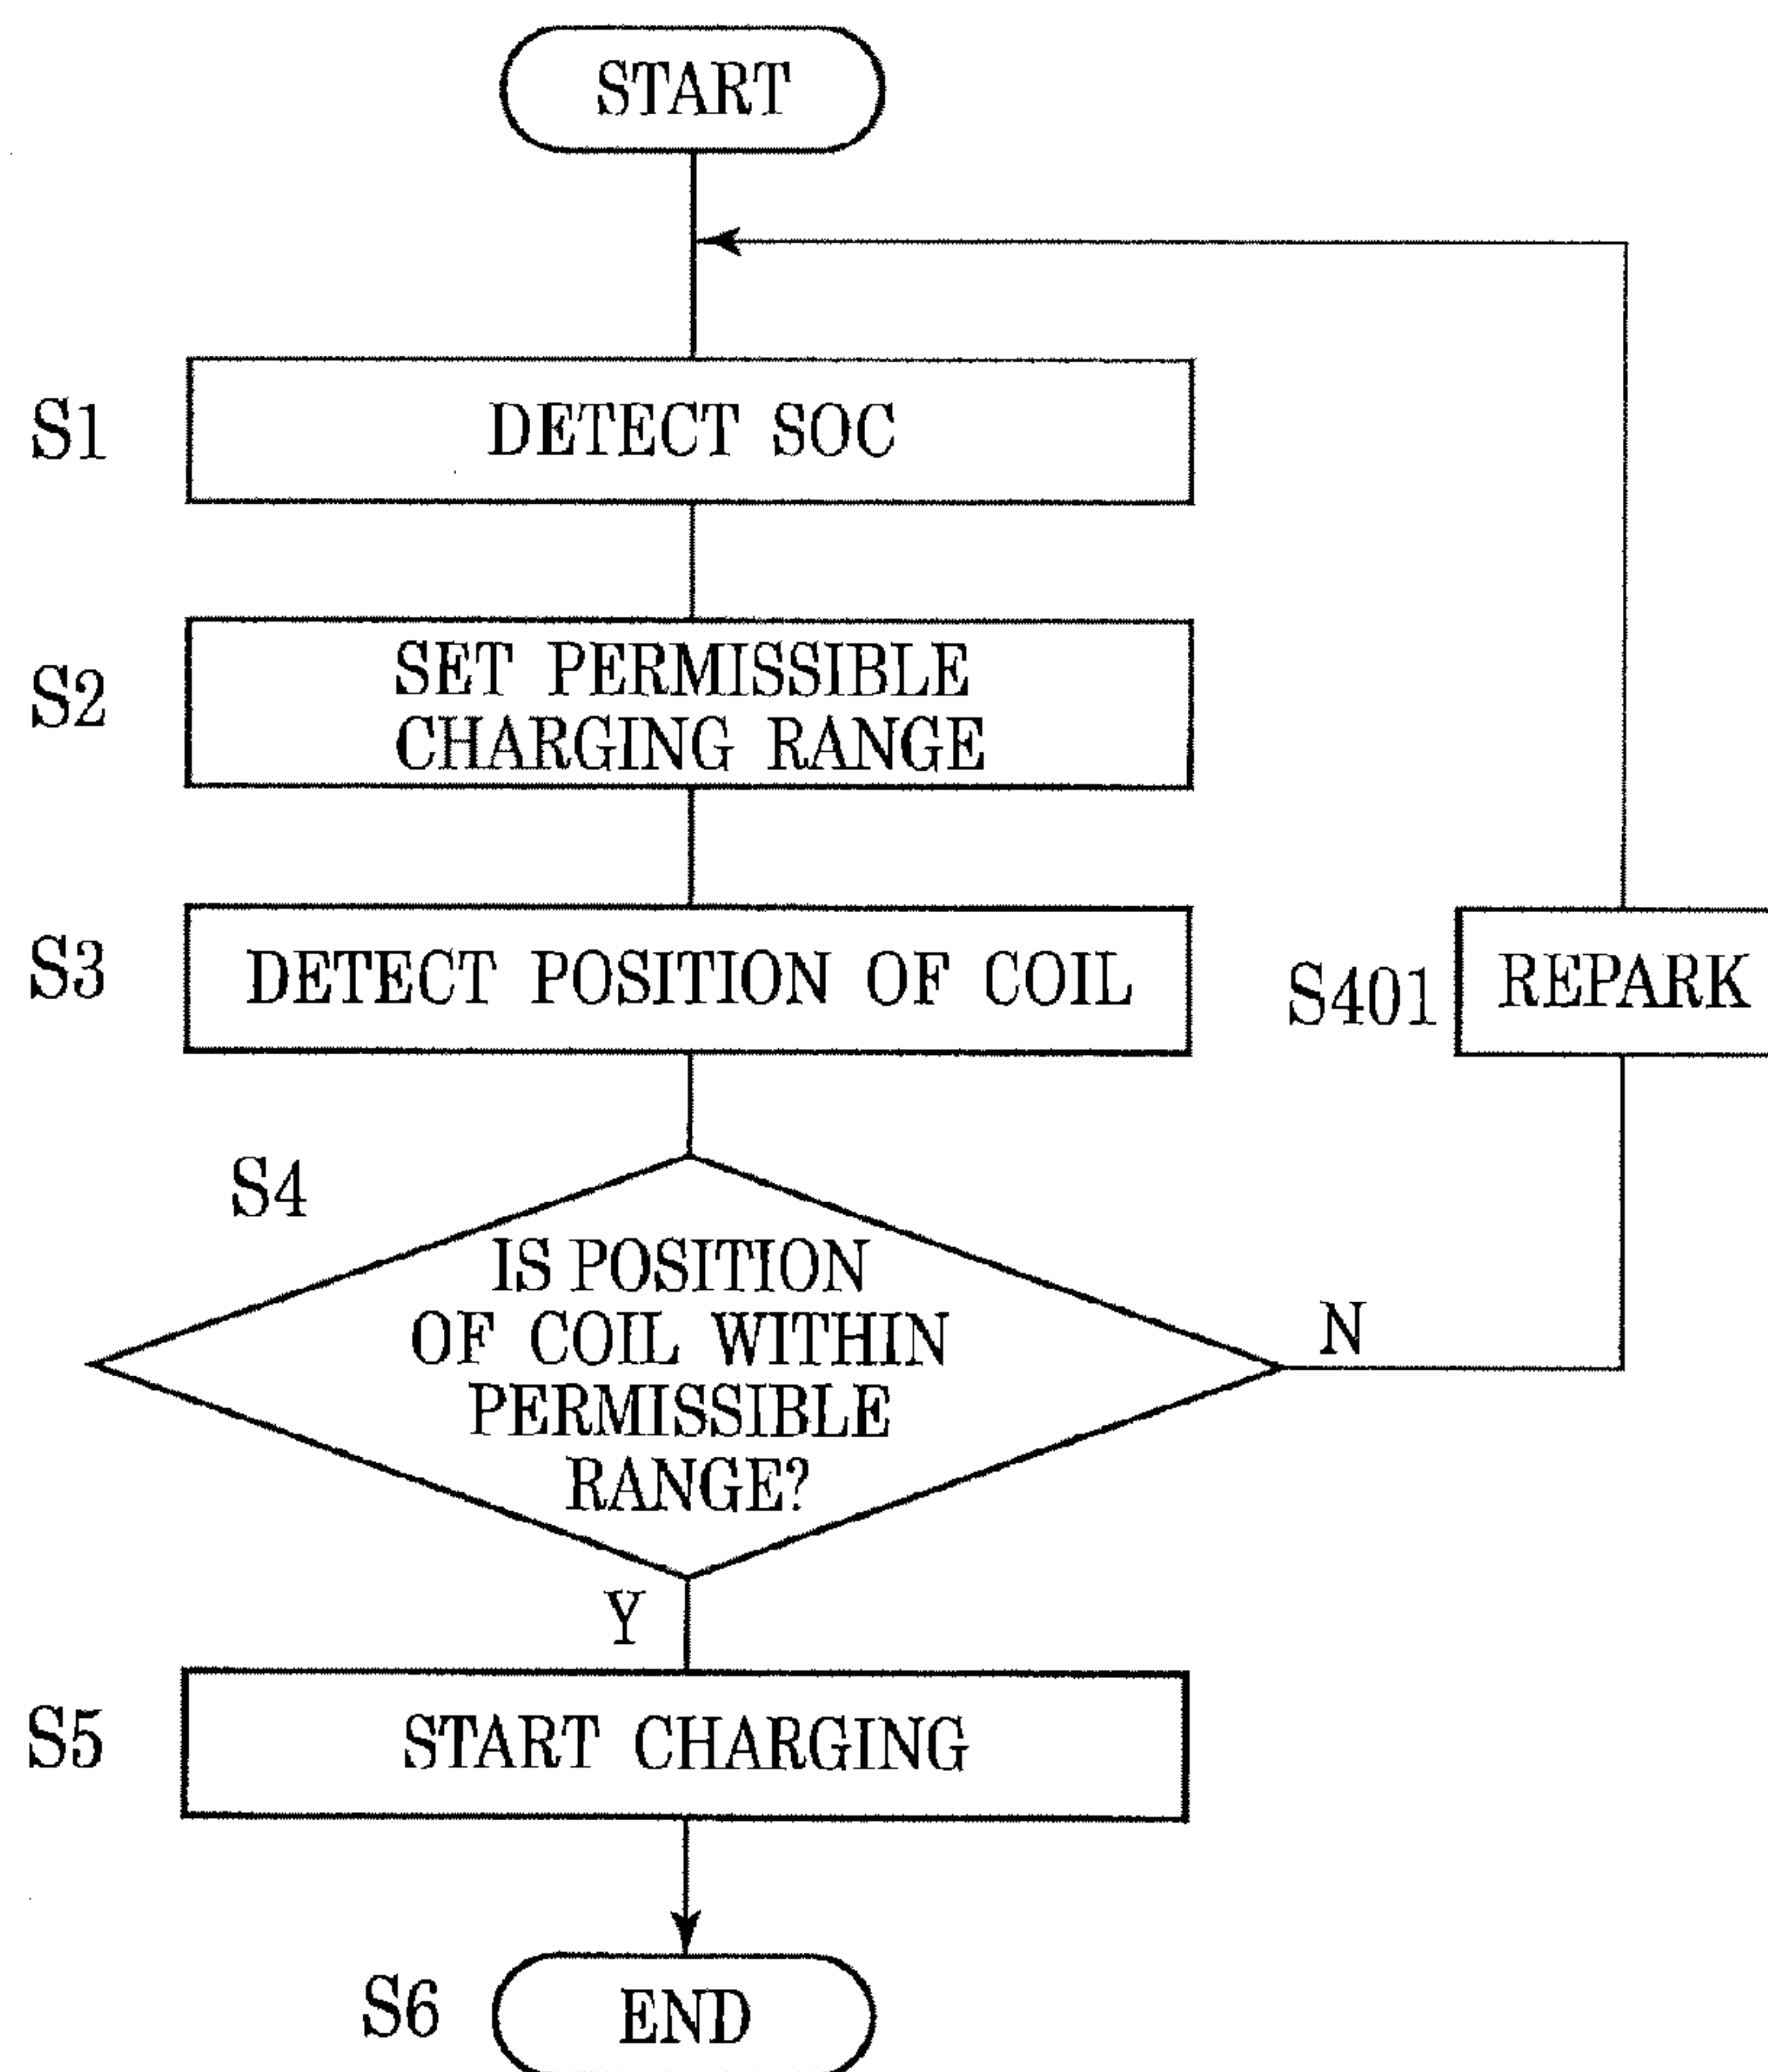 START
S1
DETECT SOC
S2
SET PERMISSIBLE
CHARGING RANGE
S3
DETECT POSITION OF COIL
S401
REPARK
S4
IS POSITION
OF COIL WITHIN
PERMISSIBLE
RANGE?
N
Y
S5
START CHARGING
S6
END